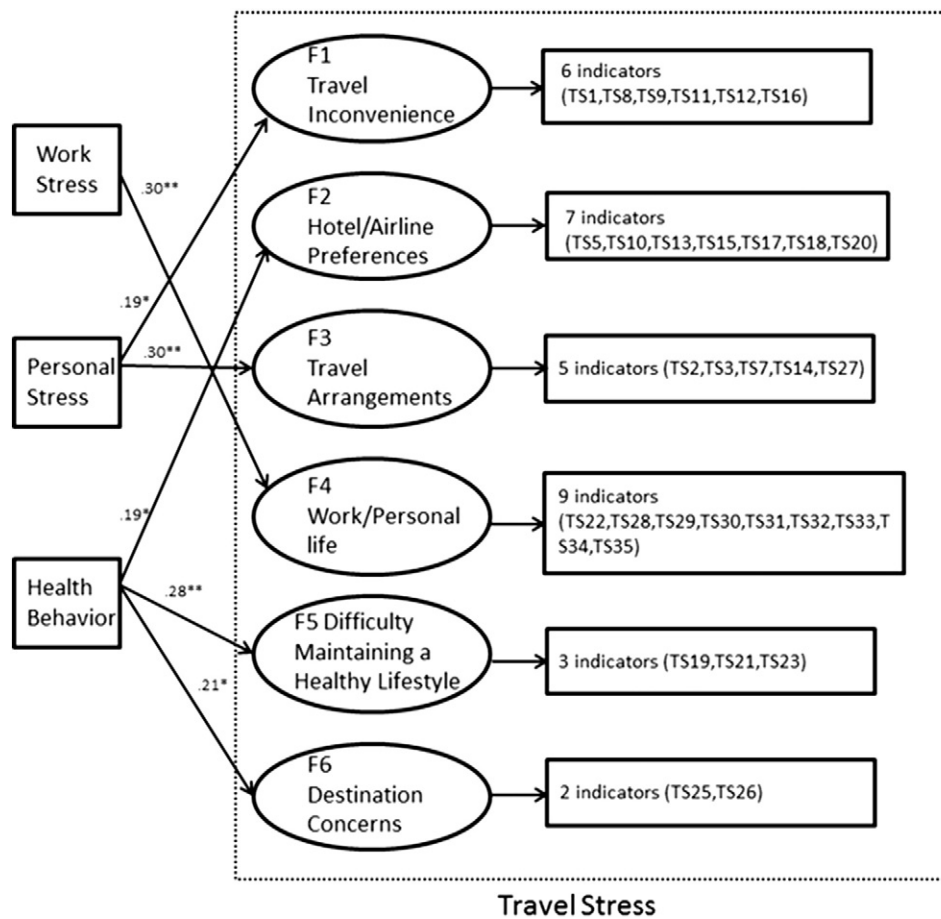 F1
Travel
Inconvenience
6 indicators
(TS1,TS8,TS9,TS11,TS12,TS16)
Work
Stress
.30**
F2
Hotel/Airline
Preferences
7 indicators
(TS5,TS10,TS13,TS15,TS17,TS18,TS20)
.19*
Personal
Stress
.30**
F3
Travel
Arrangements
5 indicators (TS2,TS3,TS7,TS14,TS27)
F4
Work/Personal
life
9 indicators
(TS22,TS28,TS29,TS30,TS31,TS32,TS33,T
S34,TS35)
.19*
Health
Behavior
.28**
F5 Difficulty
Maintaining a
Healthy Lifestyle
3 indicators (TS19,TS21,TS23)
.21*
F6
Destination
Concerns
2 indicators (TS25,TS26)
Travel Stress